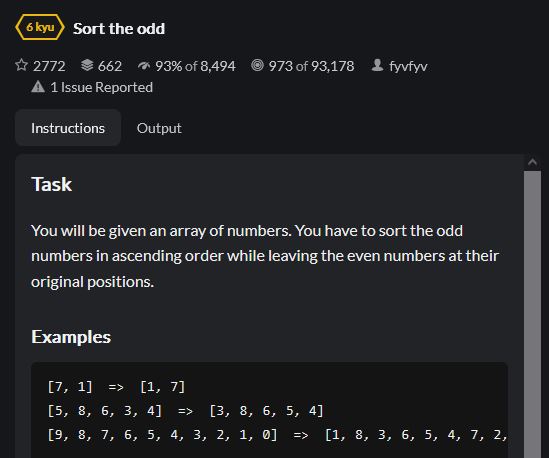 6 kyu Sort the odd
2772 662 93% of 8,494 973 of 93,178 fyvfyv
1 Issue Reported
Instructions Output
Task
You will be given an array of numbers. You have to sort the odd
numbers in ascending order while leaving the even numbers at their
original positions.
Examples
[7, 1]  =>  [1, 7]
[5, 8, 6, 3, 4]  =>  [3, 8, 6, 5, 4]
[9, 8, 7, 6, 5, 4, 3, 2, 1, 0]  =>  [1, 8, 3, 6, 5, 4, 7, 2,